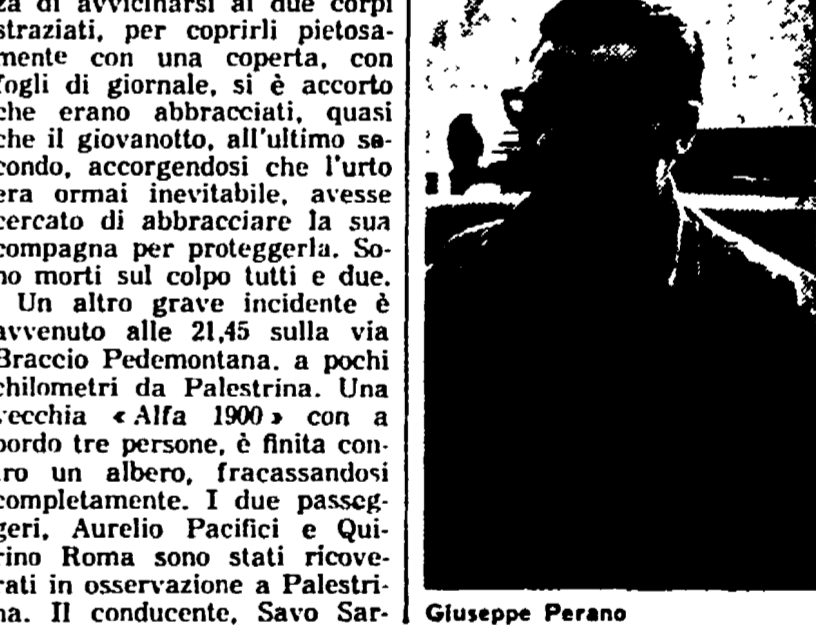 za di avvicinarsi ai due corpi
straziati, per coprirli pietosa-
mente con una coperta, con
fogli di giornale, si è accorto
che erano abbracciati, quasi
che il giovanotto, all'ultimo se-
condo, accorgendosi che l'urto
era ormai inevitabile, avesse
cercato di abbracciare la sua
compagna per proteggerla. So-
no morti sul colpo tutti e due.
Un altro grave incidente è
avvenuto alle 21,45 sulla via
Braccio Pedemontana. a pochi
chilometri da Palestrina. Una
vecchia « Alfa 1900 » con a
bordo tre persone, è finita con-
tro un albero, fracassandosi
completamente. I due passeg-
geri, Aurelio Pacifici e Qui-
rino Roma sono stati ricove-
rati in osservazione a Palestri-
na. Il conducente, Savo Sar-
Giuseppe Perano